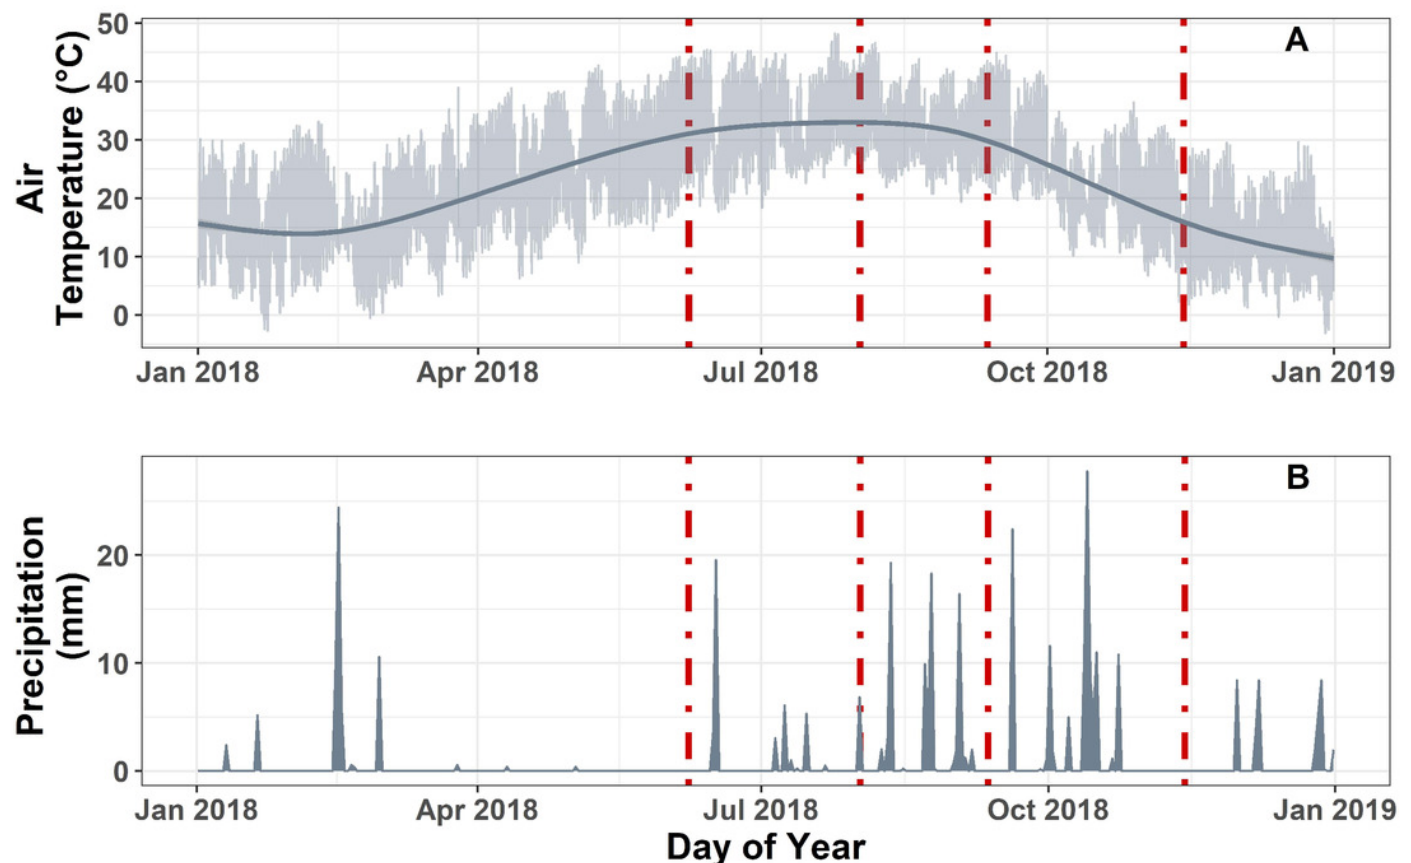 A
Air
Temperature (°C)
50
40
30
20
10
0
Jan 2018 Apr 2018 Jul 2018 Oct 2018 Jan 2019
B
Precipitation
(mm)
20
10
0
Jan 2018 Apr 2018 Jul 2018 Oct 2018 Jan 2019
Day of Year